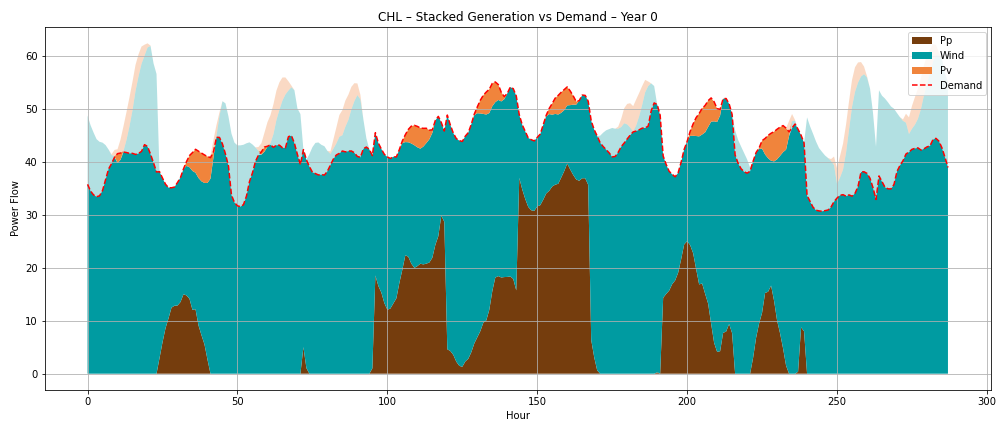 CHL – Stacked Generation vs Demand – Year 0
Pp
Wind
Pv
Demand
Power Flow
60
50
40
30
20
10
0
0 50 100 150 200 250 300
Hour